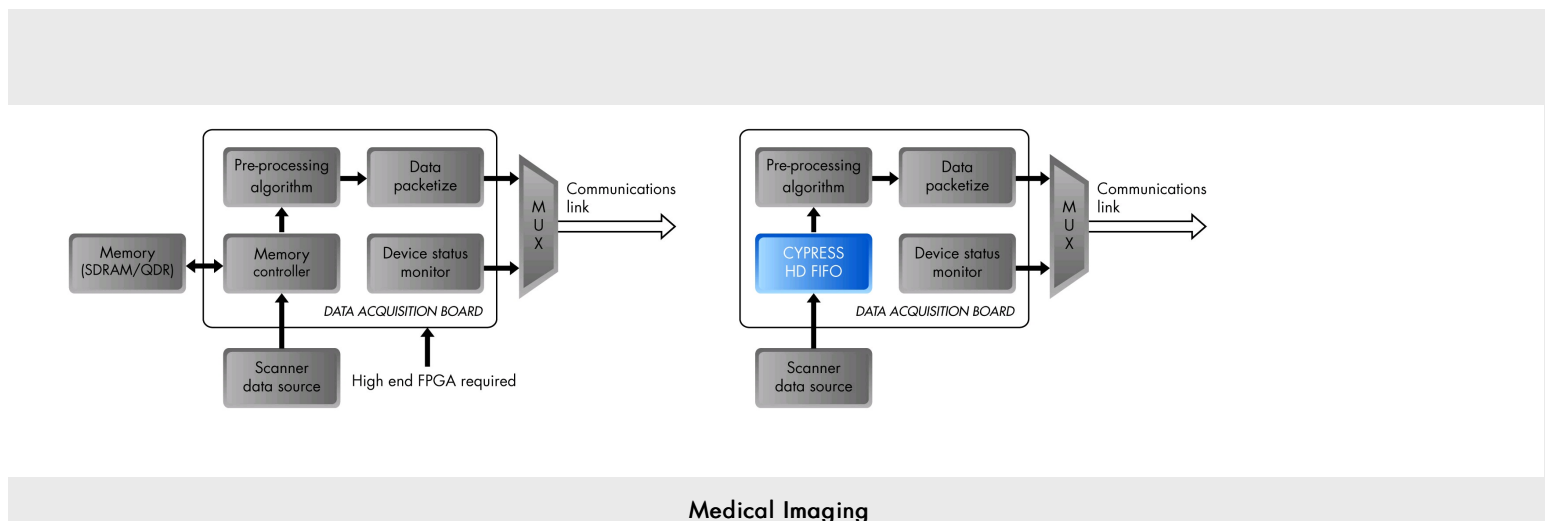 Pre-processing
algorithm
Data
packetize
Memory
(SDRAM/QDR)
Memory
controller
Device status
monitor
MUX
Communications
link
DATA ACQUISITION BOARD
Scanner
data source
High end FPGA required
Pre-processing
algorithm
Data
packetize
CYPRESS
HD FIFO
Device status
monitor
MUX
Communications
link
DATA ACQUISITION BOARD
Scanner
data source
Medical Imaging